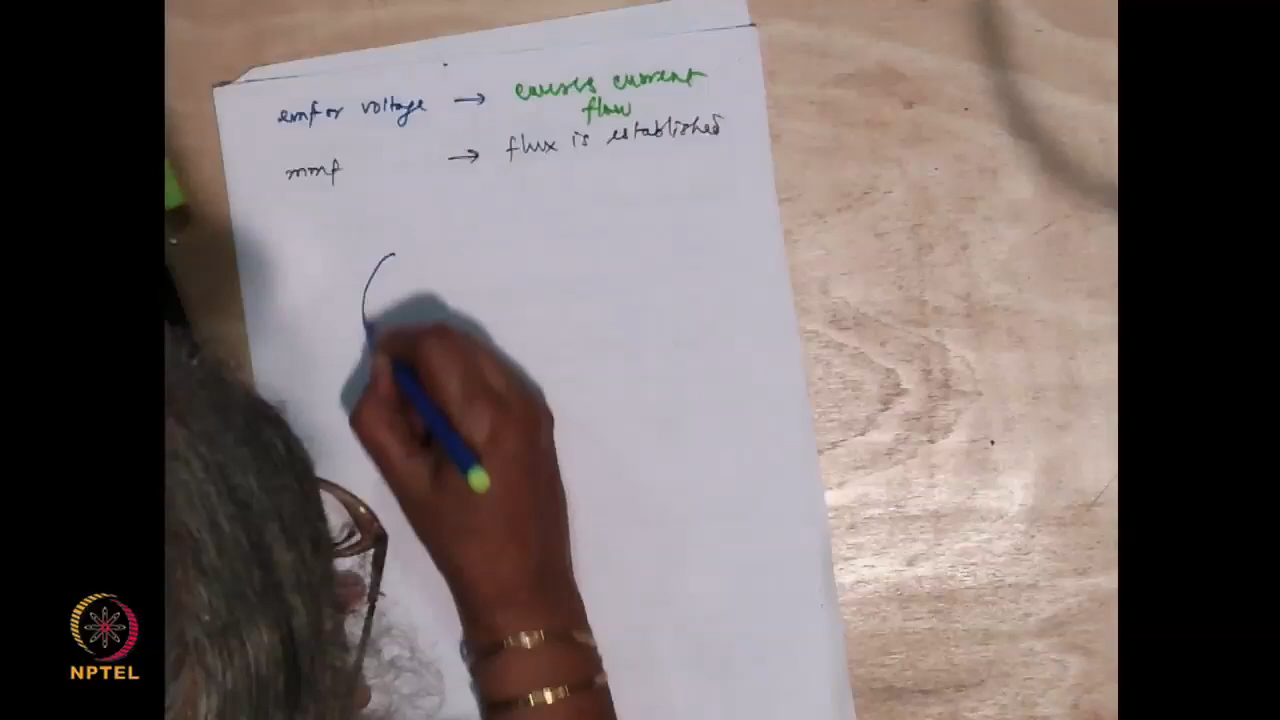 emf or voltage → causes current
flow
mmf → flux is established
NPTEL